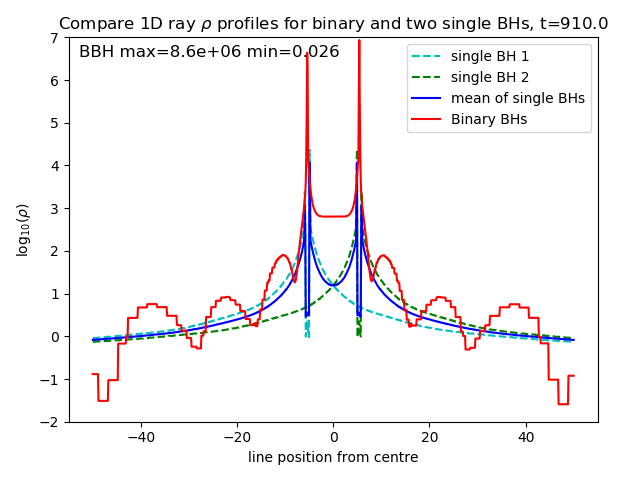 Compare 1D ray ρ profiles for binary and two single BHs, t=910.0
BBH max=8.6e+06 min=0.026
single BH 1
single BH 2
mean of single BHs
Binary BHs
7
6
5
4
3
2
1
0
−1
−2
log₁₀(ρ)
−40 −20 0 20 40
line position from centre